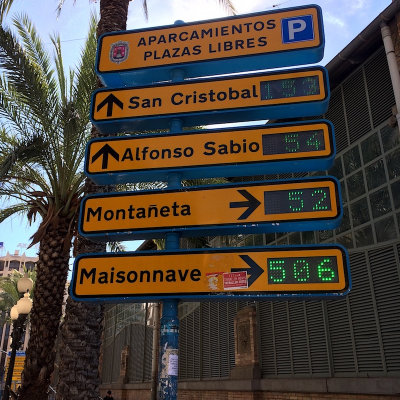 APARCAMIENTOS P
PLAZAS LIBRES
San Cristobal
Alfonso Sabio 54
Montañeta 52
Maisonnave 506